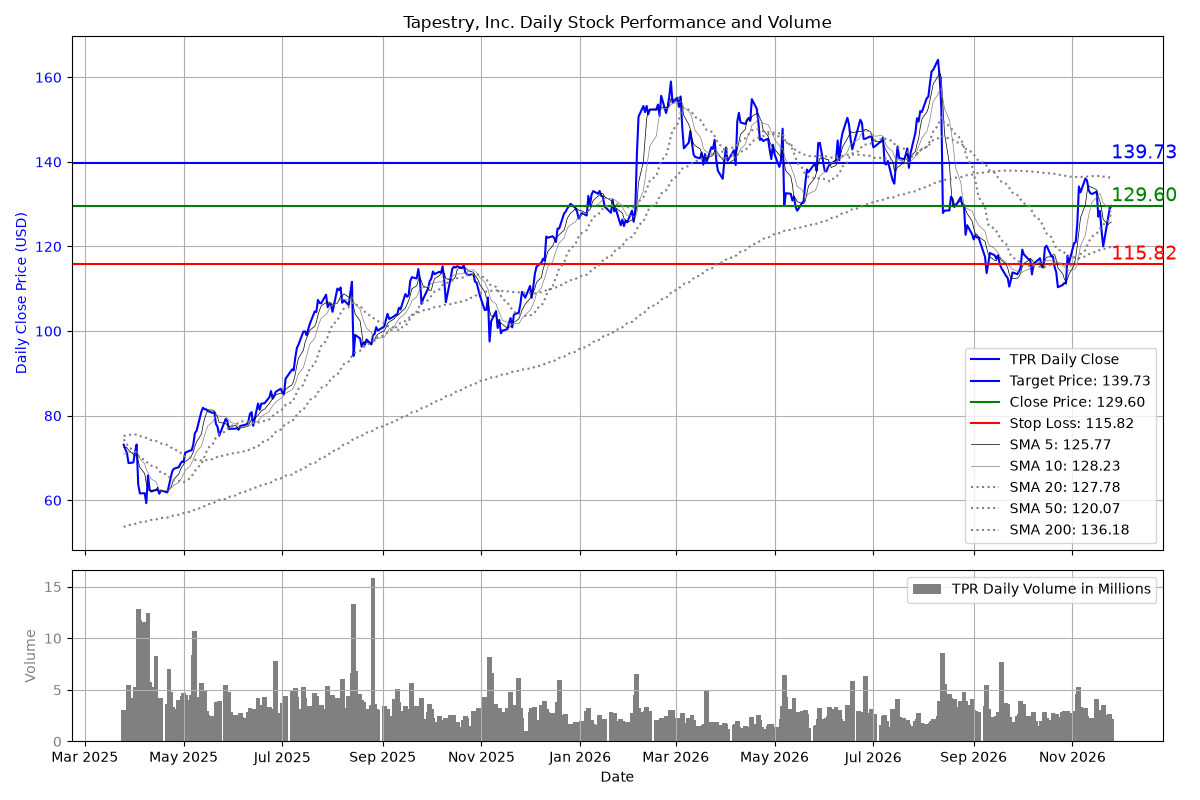 Tapestry, Inc. Daily Stock Performance and Volume
Daily Close Price (USD)
160
140
120
100
80
60
139.73
129.60
115.82
TPR Daily Close
Target Price: 139.73
Close Price: 129.60
Stop Loss: 115.82
SMA 5: 125.77
SMA 10: 128.23
SMA 20: 127.78
SMA 50: 120.07
SMA 200: 136.18
Volume
15
10
5
0
TPR Daily Volume in Millions
Mar 2025 May 2025 Jul 2025 Sep 2025 Nov 2025 Jan 2026 Mar 2026 May 2026 Jul 2026 Sep 2026 Nov 2026
Date